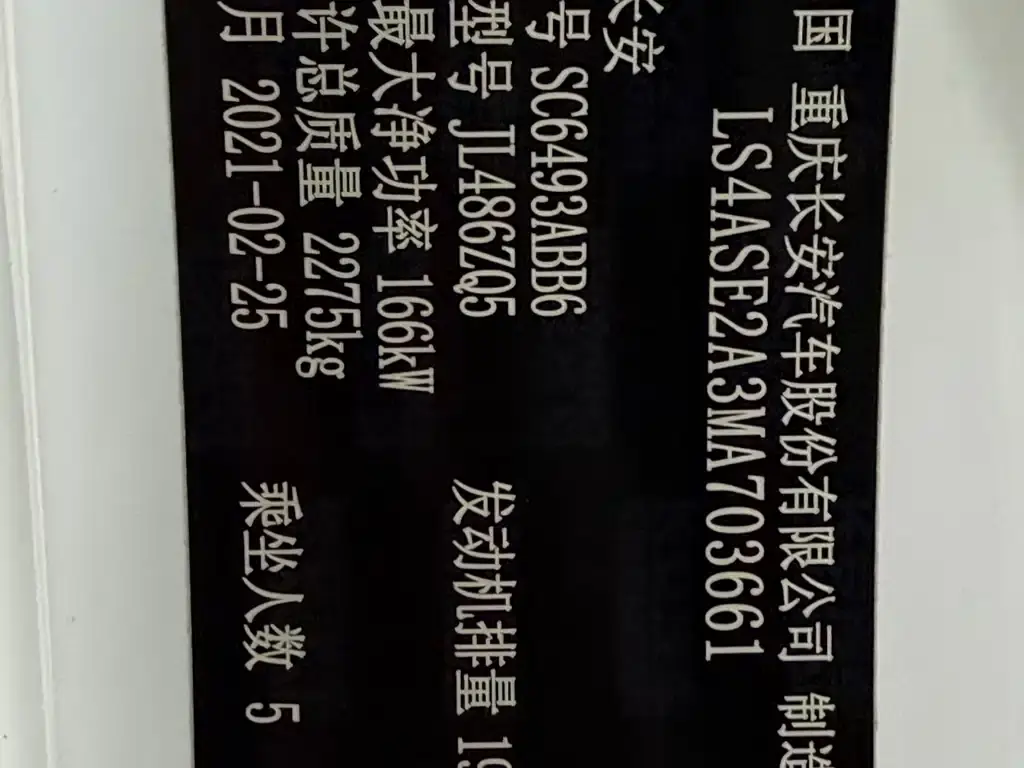 国 重庆长安汽车股份有限公司 制造
LS4ASE2A3MA703661
长安
号 SC6493ABB6
型号 JL486ZQ5 发动机排量 19
最大净功率 166kW
许总质量 2275kg
月 2021-02-25 乘坐人数 5